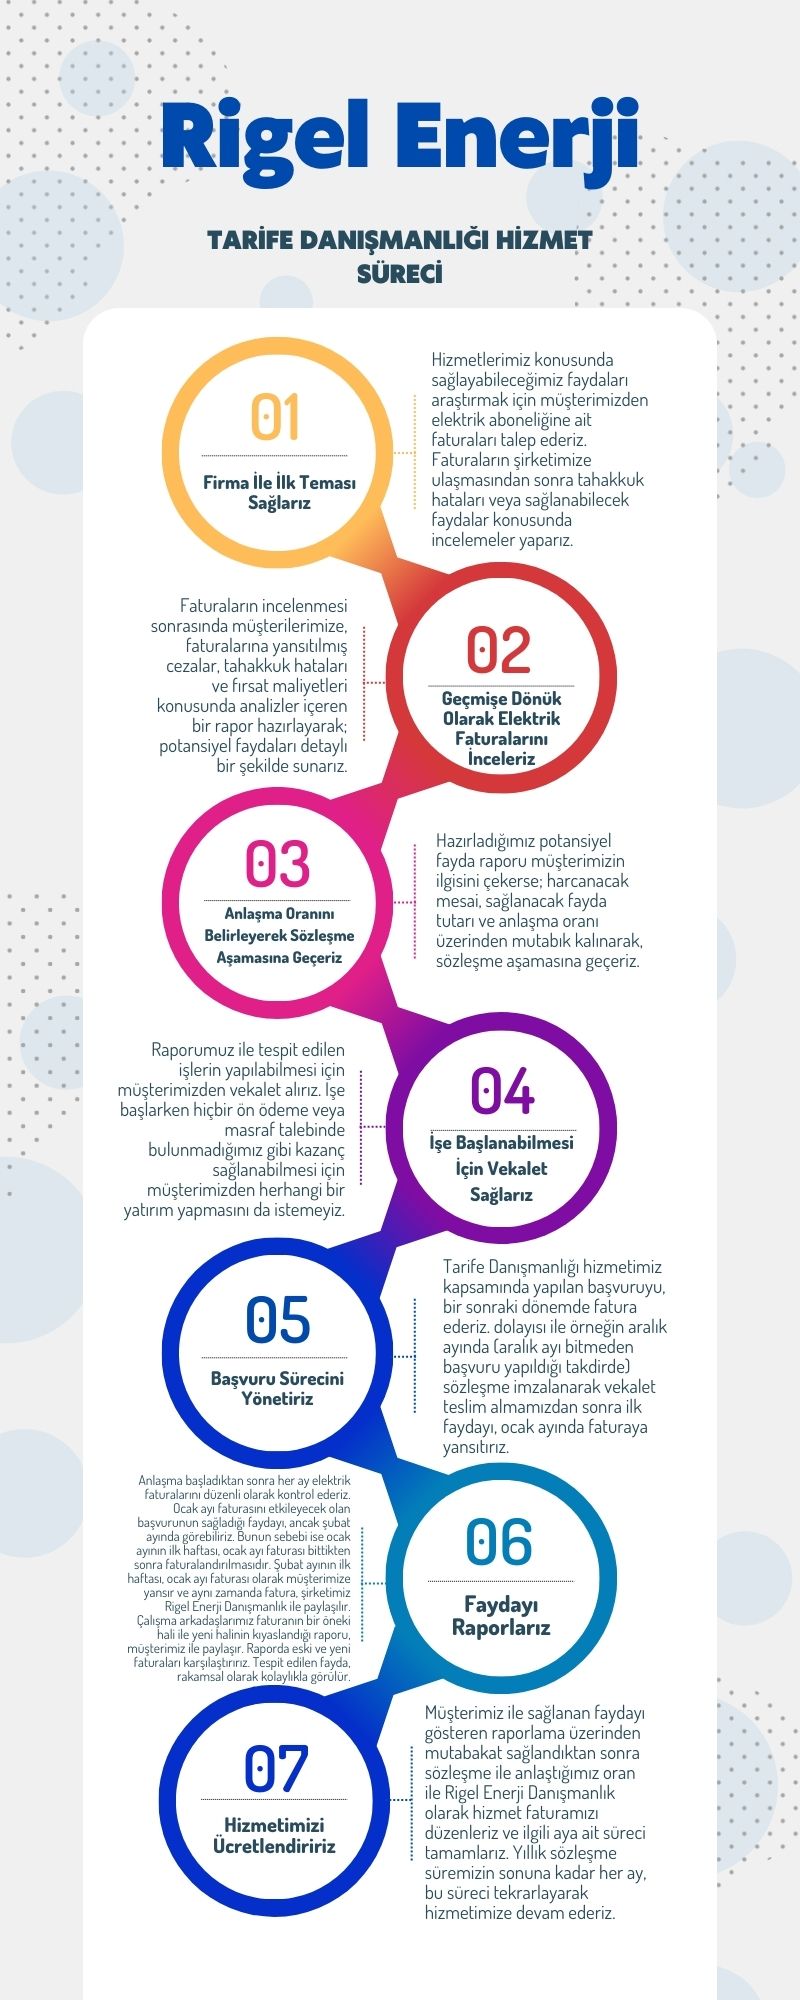 Rigel Enerji
TARİFE DANIŞMANLIĞI HİZMET
SÜRECİ
01
Firma İle İlk Teması
Sağlarız
Hizmetlerimiz konusunda
sağlayabileceğimiz faydaları
araştırmak için müşterimizden
elektrik aboneliğine ait
faturaları talep ederiz.
Faturaların şirketimize
ulaşmasından sonra tahakkuk
hataları veya sağlanabilecek
faydalar konusunda
incelemeler yaparız.
02
Geçmişe Dönük
Olarak Elektrik
Faturalarını
İnceleriz
Faturaların incelenmesi
sonrasında müşterilerimize,
faturalarına yansıtılmış
cezalar, tahakkuk hataları
ve fırsat maliyetleri
konusunda analizler içeren
bir rapor hazırlayarak;
potansiyel faydaları detaylı
bir şekilde sunarız.
03
Anlaşma Oranını
Belirleyerek Sözleşme
Aşamasına Geçeriz
Hazırladığımız potansiyel
fayda raporu müşterimizin
ilgisini çekerse; harcanacak
mesai, sağlanacak fayda
tutarı ve anlaşma oranı
üzerinden mutabık kalınarak,
sözleşme aşamasına geçeriz.
04
İşe Başlanabilmesi
İçin Vekalet
Sağlarız
Raporumuz ile tespit edilen
işlerin yapılabilmesi için
müşterimizden vekalet alırız. İşe
başlarken hiçbir ön ödeme veya
masraf talebinde
bulunmadığımız gibi kazanç
sağlanabilmesi için
müşterimizden herhangi bir
yatırım yapmasını da istemeyiz.
05
Başvuru Sürecini
Yönetiriz
Tarife Danışmanlığı hizmetimiz
kapsamında yapılan başvuruyu,
bir sonraki dönemde fatura
ederiz. dolayısı ile örneğin aralık
ayında (aralık ayı bitmeden
başvuru yapıldığı takdirde)
sözleşme imzalanarak vekalet
teslim almamızdan sonra ilk
faydayı, ocak ayında faturaya
yansıtırız.
06
Faydayı
Raporlarız
Anlaşma başladıktan sonra her ay elektrik
faturalarını düzenli olarak kontrol ederiz.
Ocak ayı faturasını etkileyecek olan
başvurunun sağladığı faydayı, ancak şubat
ayında görebiliriz. Bunun sebebi ise ocak
ayının ilk haftası, ocak ayı faturası bittikten
sonra faturalandırılmasıdır. Şubat ayının ilk
haftası, ocak ayı faturası olarak müşterimize
yansır ve aynı zamanda fatura, şirketimiz
Rigel Enerji Danışmanlık ile paylaşılır.
Çalışma arkadaşlarımız faturanın bir öneki
hali ile yeni halinin kıyaslandığı raporu,
müşterimiz ile paylaşır. Raporda eski ve yeni
faturaları karşılaştırırız. Tespit edilen fayda,
rakamsal olarak kolaylıkla görülür.
07
Hizmetimizi
Ücretlendiririz
Müşterimiz ile sağlanan faydayı
gösteren raporlama üzerinden
mutabakat sağlandıktan sonra
sözleşme ile anlaştığımız oran
ile Rigel Enerji Danışmanlık
olarak hizmet faturamızı
düzenleriz ve ilgili aya ait süreci
tamamlarız. Yıllık sözleşme
süremizin sonuna kadar her ay,
bu süreci tekrarlayarak
hizmetimize devam ederiz.